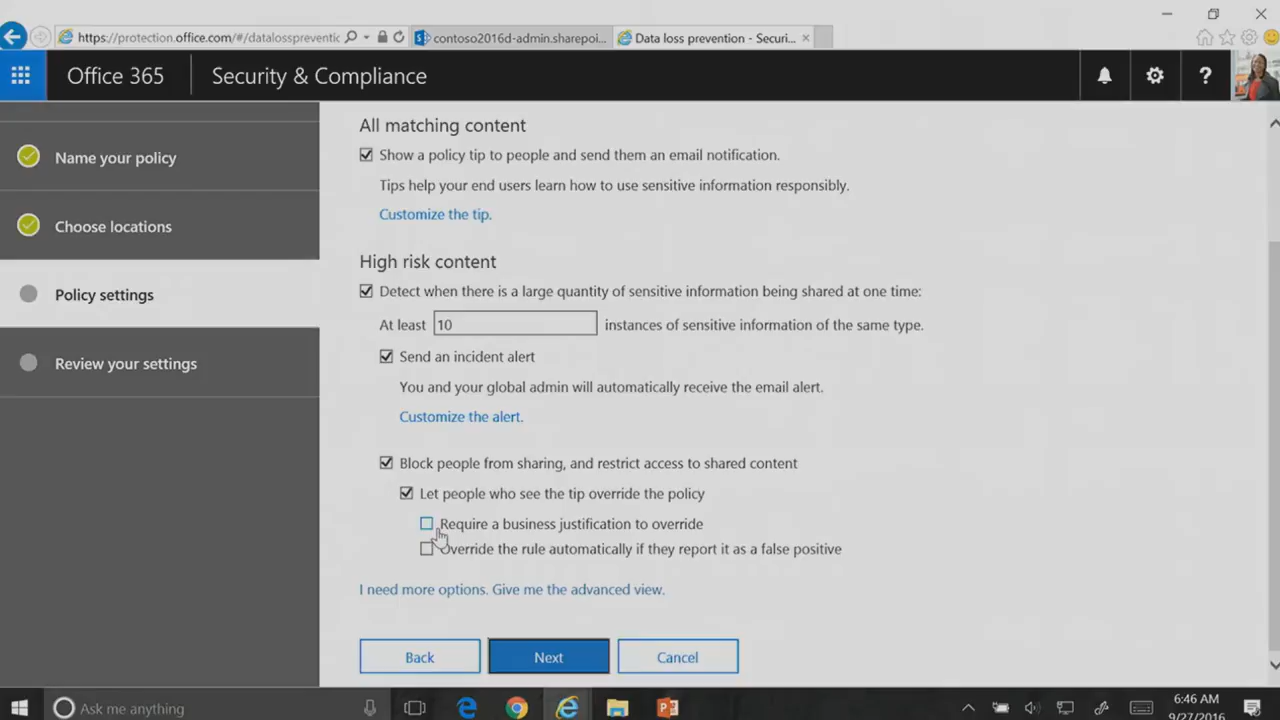 https://protection.office.com/#/datalosspreventic
contoso2016d-admin.sharepoi...
Data loss prevention - Securi...
Office 365
Security & Compliance
?
Name your policy
Choose locations
Policy settings
Review your settings
All matching content
Show a policy tip to people and send them an email notification.
Tips help your end users learn how to use sensitive information responsibly.
Customize the tip.
High risk content
Detect when there is a large quantity of sensitive information being shared at one time:
At least 10 instances of sensitive information of the same type.
Send an incident alert
You and your global admin will automatically receive the email alert.
Customize the alert.
Block people from sharing, and restrict access to shared content
Let people who see the tip override the policy
Require a business justification to override
Override the rule automatically if they report it as a false positive
I need more options. Give me the advanced view.
Back
Next
Cancel
Ask me anything
6:46 AM
9/27/2016